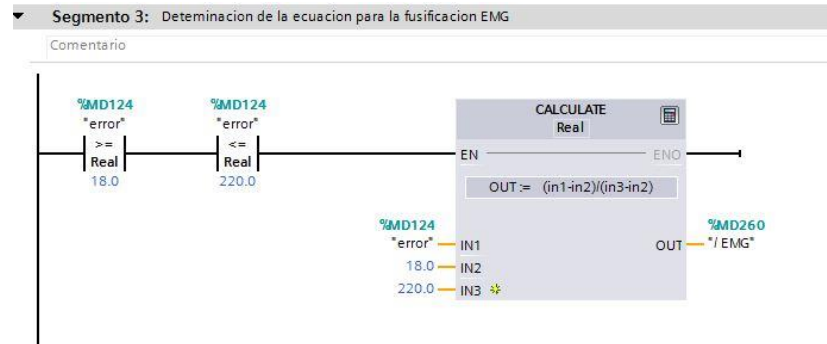 Segmento 3: Deteminacion de la ecuacion para la fusificacion EMG
Comentario
%MD124 %MD124
"error" "error"
>= <=
Real Real
18.0 220.0
CALCULATE
Real
EN ENO
OUT := (in1-in2)/(in3-in2)
%MD124 %MD260
"error" IN1 OUT "/ EMG"
18.0 IN2
220.0 IN3